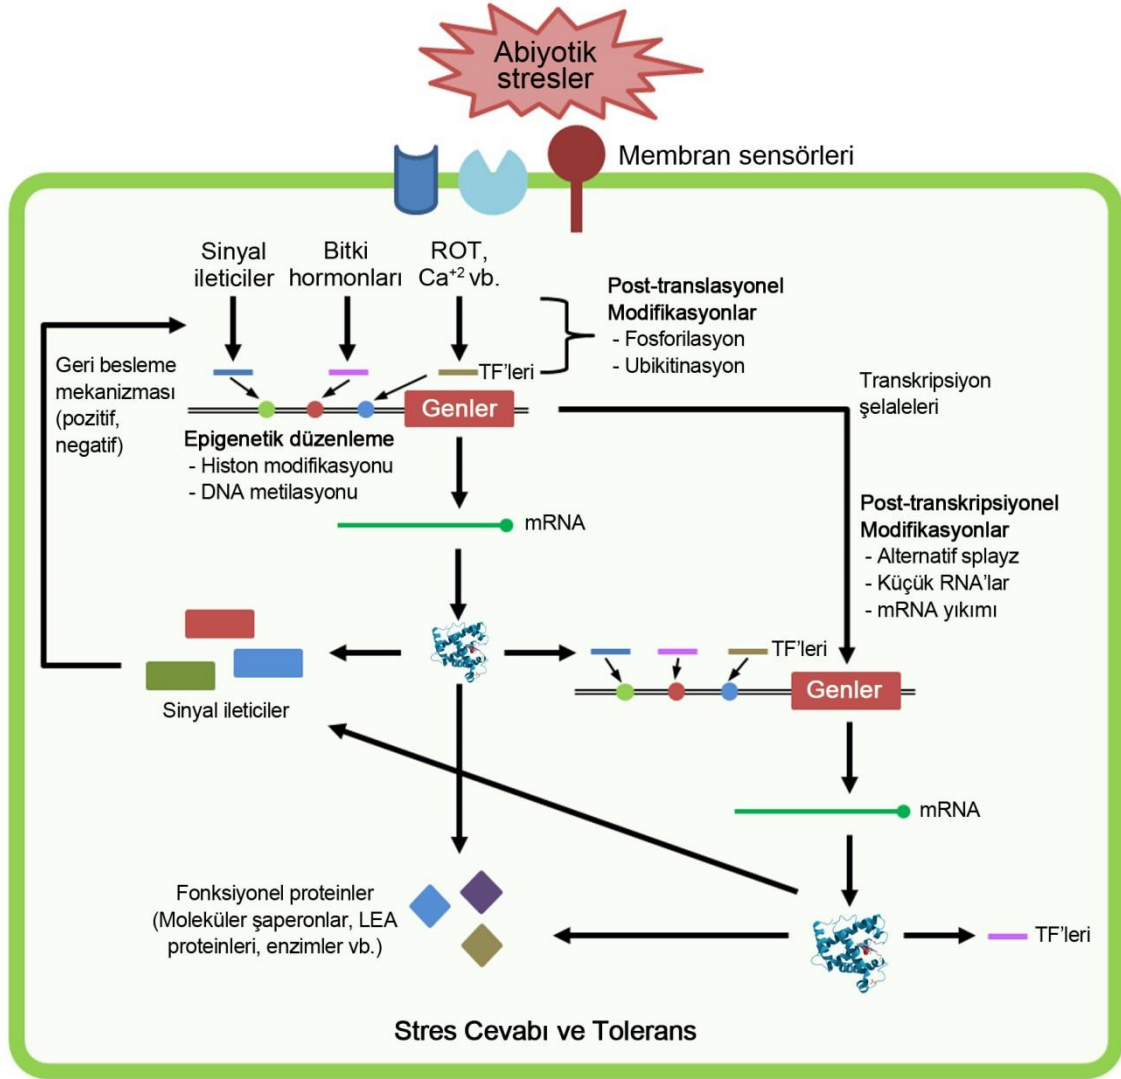 Abiyotik
stresler
Membran sensörleri
Sinyal
ileticiler
Bitki
hormonları
ROT,
Ca⁺² vb.
Post-translasyonel
Modifikasyonlar
- Fosforilasyon
- Ubikitinasyon
Geri besleme
mekanizması
(pozitif,
negatif)
TF'leri
Genler
Transkripsiyon
şelaleleri
Epigenetik düzenleme
- Histon modifikasyonu
- DNA metilasyonu
mRNA
Post-transkripsiyonel
Modifikasyonlar
- Alternatif splayz
- Küçük RNA'lar
- mRNA yıkımı
TF'leri
Genler
Sinyal ileticiler
mRNA
Fonksiyonel proteinler
(Moleküler şaperonlar, LEA
proteinleri, enzimler vb.)
TF'leri
Stres Cevabı ve Tolerans